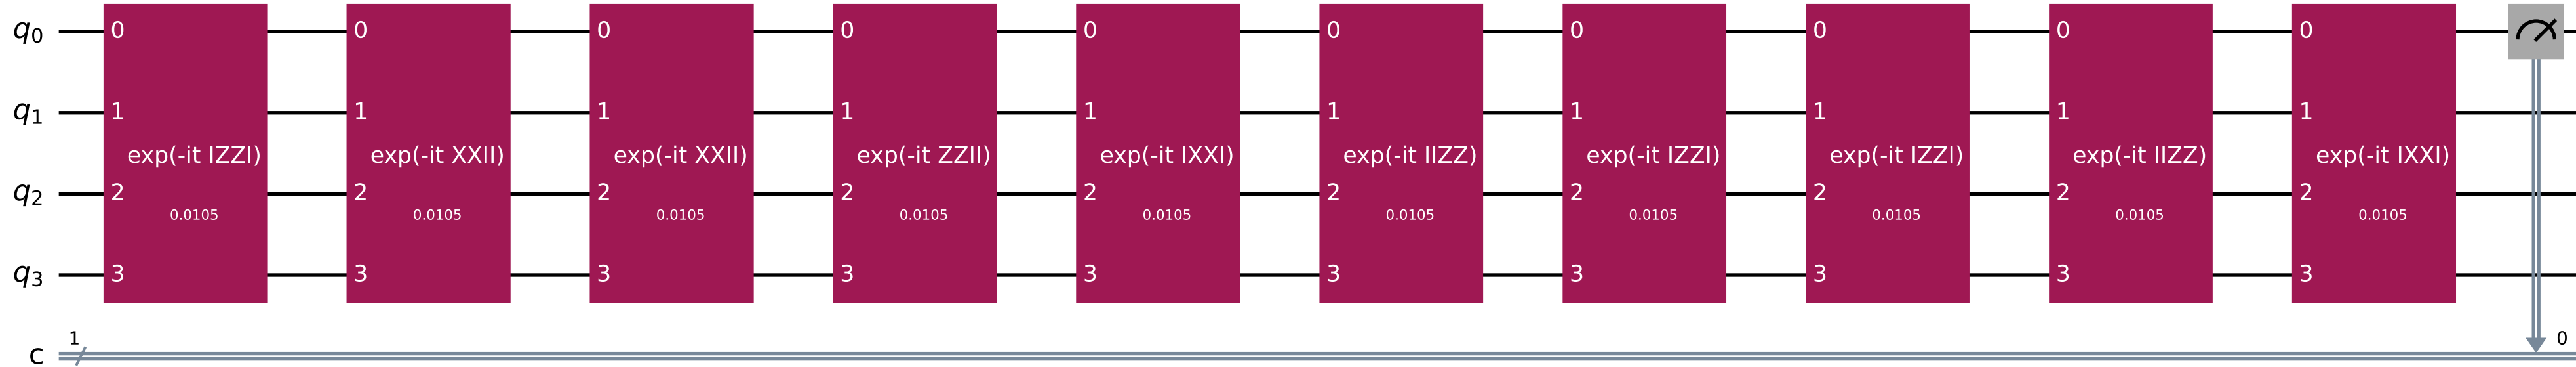 q0 0 0 0 0 0 0 0 0 0 0
q1 1 1 1 1 1 1 1 1 1 1
exp(-it IZZI) exp(-it XXII) exp(-it XXII) exp(-it ZZII) exp(-it IXXI) exp(-it IIZZ) exp(-it IZZI) exp(-it IZZI) exp(-it IIZZ) exp(-it IXXI)
q2 2 2 2 2 2 2 2 2 2 2
0.0105 0.0105 0.0105 0.0105 0.0105 0.0105 0.0105 0.0105 0.0105 0.0105
q3 3 3 3 3 3 3 3 3 3 3
1 0
c